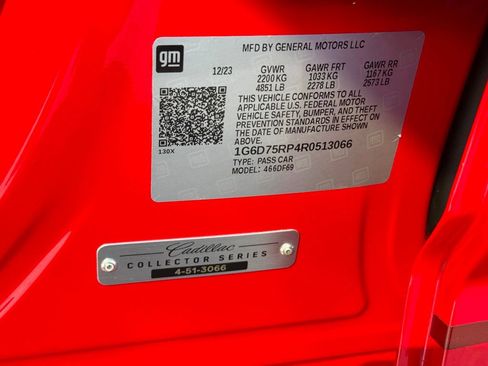 gm
MFD BY GENERAL MOTORS LLC
12/23 GVWR GAWR FRT GAWR RR
2200 KG 1033 KG 1167 KG
4851 LB 2278 LB 2573 LB
THIS VEHICLE CONFORMS TO ALL
APPLICABLE U.S. FEDERAL MOTOR
VEHICLE SAFETY, BUMPER, AND THEFT
PREVENTION STANDARDS IN EFFECT ON
THE DATE OF MANUFACTURE SHOWN ABOVE.
130X
1G6D75RP4R0513066
TYPE: PASS CAR
MODEL: 466DF69
Cadillac
COLLECTOR SERIES
4-51-3066